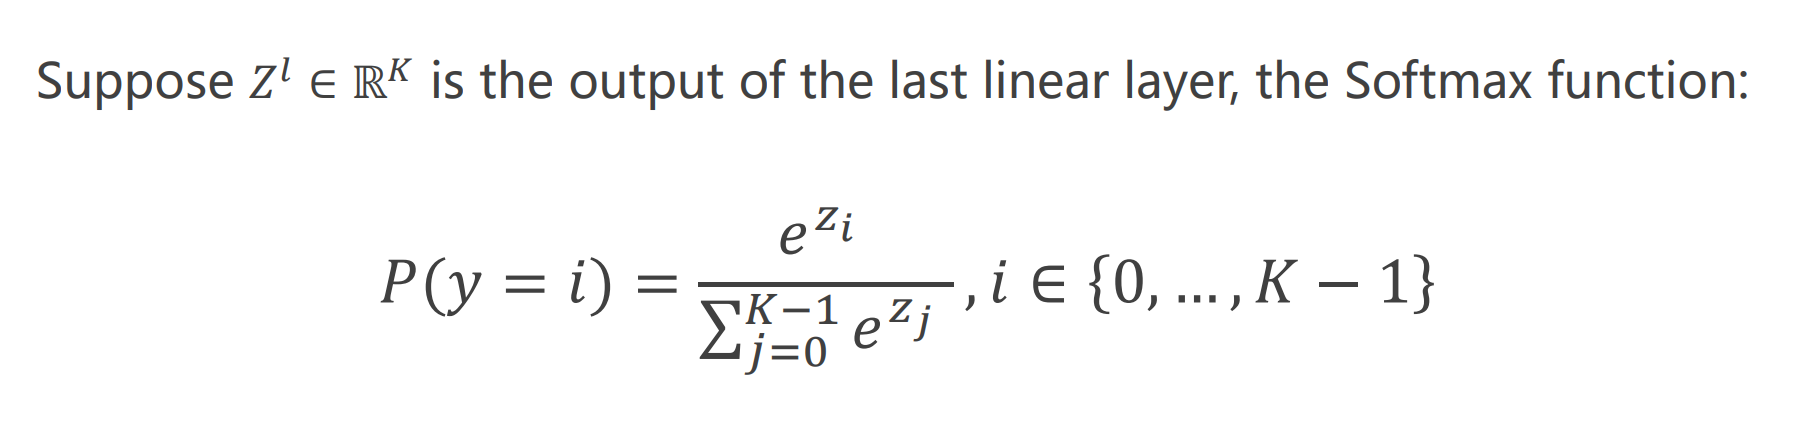 Suppose Z^l ∈ ℝ^K is the output of the last linear layer, the Softmax function:
P(y = i) = e^{z_i} / ∑_{j=0}^{K−1} e^{z_j}, i ∈ {0, …, K − 1}